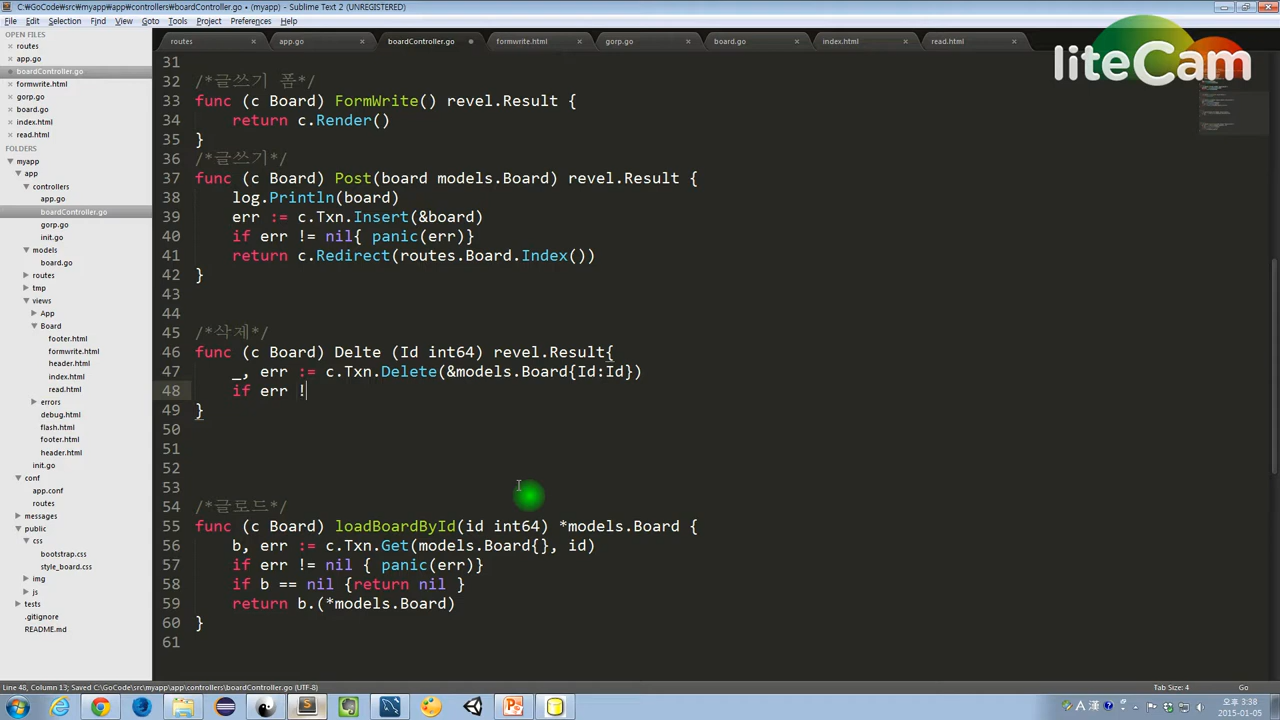 C:₩GoCode₩src₩myapp₩app₩controllers₩boardController.go • (myapp) - Sublime Text 2 (UNREGISTERED)
File Edit Selection Find View Goto Tools Project Preferences Help
OPEN FILES
routes
app.go
boardController.go
formwrite.html
gorp.go
board.go
index.html
read.html
FOLDERS
myapp
app
controllers
app.go
boardController.go
gorp.go
init.go
models
board.go
routes
tmp
views
App
Board
footer.html
formwrite.html
header.html
index.html
read.html
errors
debug.html
flash.html
footer.html
header.html
init.go
conf
app.conf
routes
messages
public
css
bootstrap.css
style_board.css
img
js
tests
.gitignore
README.md
routes app.go boardController.go formwrite.html gorp.go board.go index.html read.html
liteCam
31
32 /*글쓰기 폼*/
33 func (c Board) FormWrite() revel.Result {
34 return c.Render()
35 }
36 /*글쓰기*/
37 func (c Board) Post(board models.Board) revel.Result {
38 log.Println(board)
39 err := c.Txn.Insert(&board)
40 if err != nil{ panic(err)}
41 return c.Redirect(routes.Board.Index())
42 }
43
44
45 /*삭제*/
46 func (c Board) Delte (Id int64) revel.Result{
47 _, err := c.Txn.Delete(&models.Board{Id:Id})
48 if err !
49 }
50
51
52
53
54 /*글로드*/
55 func (c Board) loadBoardById(id int64) *models.Board {
56 b, err := c.Txn.Get(models.Board{}, id)
57 if err != nil { panic(err)}
58 if b == nil {return nil }
59 return b.(*models.Board)
60 }
61
Line 48, Column 13; Saved C:₩GoCode₩src₩myapp₩app₩controllers₩boardController.go (UTF-8) Tab Size: 4 Go
A 漢
오후 3:38
2015-01-05